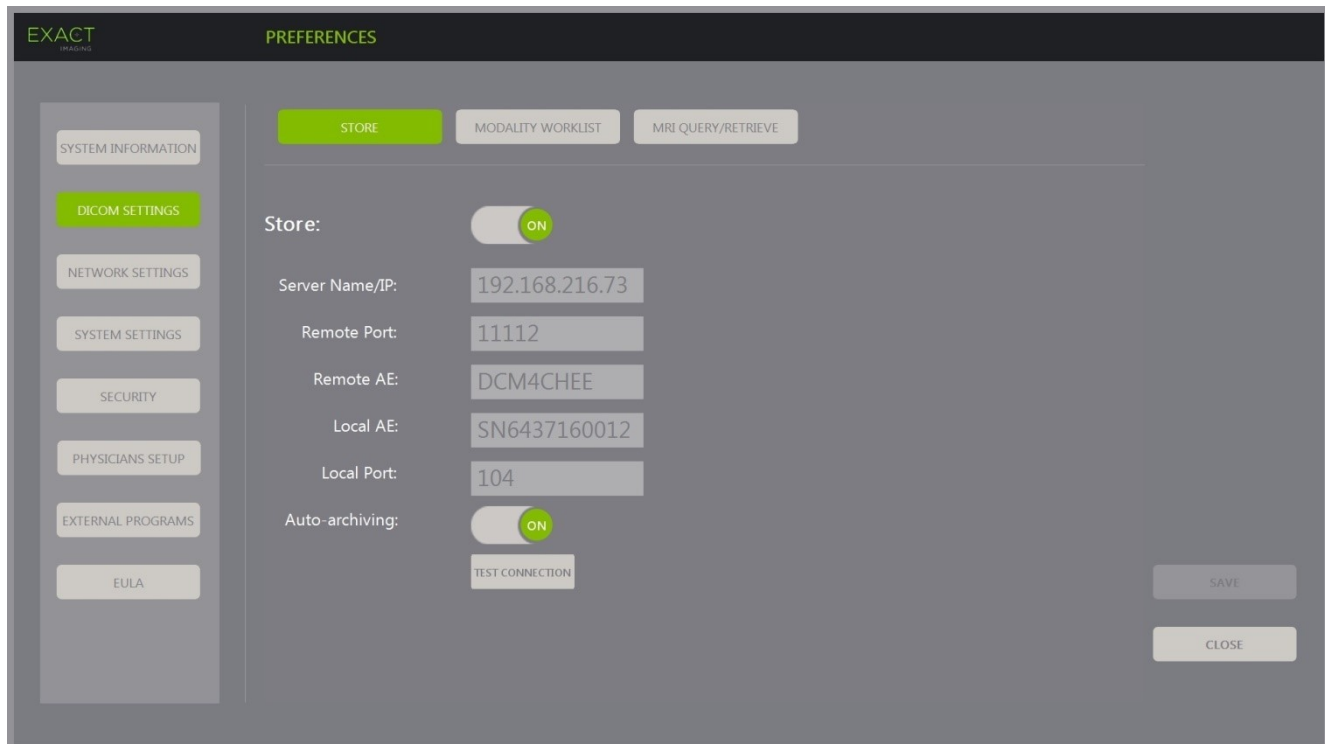 EXACT
IMAGING
PREFERENCES
SYSTEM INFORMATION
DICOM SETTINGS
NETWORK SETTINGS
SYSTEM SETTINGS
SECURITY
PHYSICIANS SETUP
EXTERNAL PROGRAMS
EULA
STORE
MODALITY WORKLIST
MRI QUERY/RETRIEVE
Store: ON
Server Name/IP: 192.168.216.73
Remote Port: 11112
Remote AE: DCM4CHEE
Local AE: SN6437160012
Local Port: 104
Auto-archiving: ON
TEST CONNECTION
SAVE
CLOSE